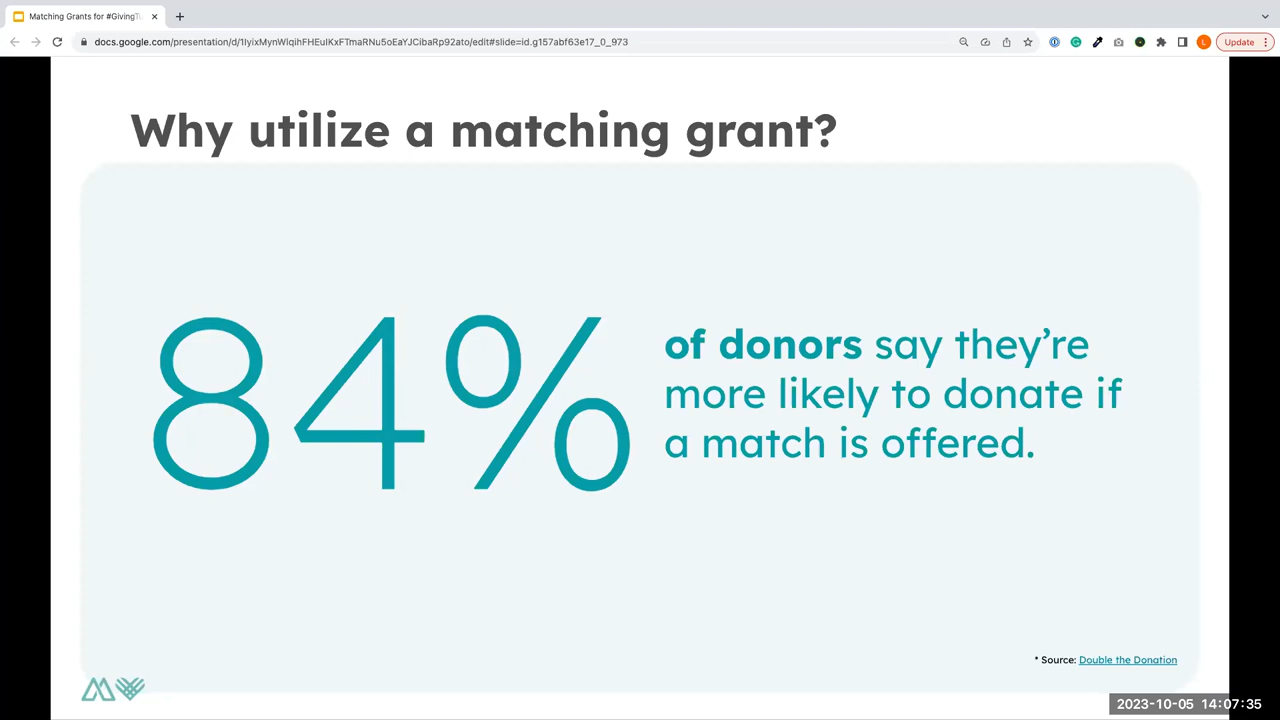 Matching Grants for #GivingTu
docs.google.com/presentation/d/1IyixMynWlqihFHEulKxFTmaRNu5oEaYJCibaRp92ato/edit#slide=id.g157abf63e17_0_973
L
Update
Why utilize a matching grant?
84%
of donors say they're
more likely to donate if
a match is offered.
* Source: Double the Donation
2023-10-05 14:07:35